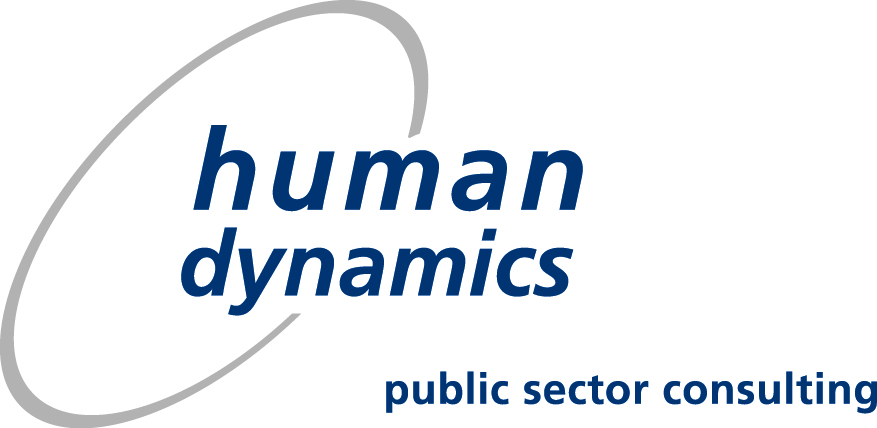 human
dynamics
public sector consulting